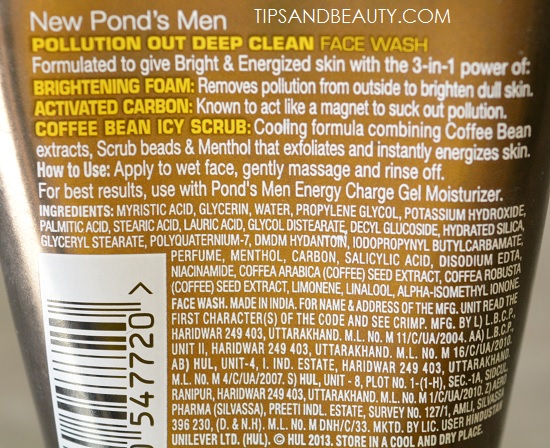 TIPSANDBEAUTY.COM
New Pond's Men
POLLUTION OUT DEEP CLEAN FACE WASH
Formulated to give Bright & Energized skin with the 3-in-1 power of:
BRIGHTENING FOAM: Removes pollution from outside to brighten dull skin.
ACTIVATED CARBON: Known to act like a magnet to suck out pollution.
COFFEE BEAN ICY SCRUB: Cooling formula combining Coffee Bean
extracts, Scrub beads & Menthol that exfoliates and instantly energizes skin.
How to Use: Apply to wet face, gently massage and rinse off.
For best results, use with Pond's Men Energy Charge Gel Moisturizer.
INGREDIENTS: MYRISTIC ACID, GLYCERIN, WATER, PROPYLENE GLYCOL, POTASSIUM HYDROXIDE,
PALMITIC ACID, STEARIC ACID, LAURIC ACID, GLYCOL DISTEARATE, DECYL GLUCOSIDE, HYDRATED SILICA,
GLYCERYL STEARATE, POLYQUATERNIUM-7, DMDM HYDANTOIN, IODOPROPYNYL BUTYLCARBAMATE,
PERFUME, MENTHOL, CARBON, SALICYLIC ACID, DISODIUM EDTA,
NIACINAMIDE, COFFEA ARABICA (COFFEE) SEED EXTRACT, COFFEA ROBUSTA
(COFFEE) SEED EXTRACT, LIMONENE, LINALOOL, ALPHA-ISOMETHYL IONONE.
FACE WASH. MADE IN INDIA. FOR NAME & ADDRESS OF THE MFG. UNIT READ THE
FIRST CHARACTER(S) OF THE CODE AND SEE CRIMP. MFG. BY L) L.B.C.P.,
HARIDWAR 249 403, UTTARAKHAND. M.L. NO. M 11/C/UA/2004. AA) L.B.C.P.,
UNIT II, HARIDWAR 249 403, UTTARAKHAND. M.L. NO. M 16/C/UA/2010.
AB) HUL, UNIT-4, I. IND. ESTATE, HARIDWAR 249 403, UTTARAKHAND.
M.L. NO. M 4/C/UA/2007. S) HUL, UNIT - 8, PLOT NO. 1-(1-H), SEC.-1A, SIDCUL,
RANIPUR, HARIDWAR 249 403, UTTARAKHAND. M.L. NO. M 24/C/UA/2010. Z) AERO
PHARMA (SILVASSA), PREETI INDL. ESTATE, SURVEY NO. 127/1, AMLI, SILVASSA
396 230, (D. & N.H). M.L. NO. M DNH/C/33. MKTD. BY LIC. USER HINDUSTAN
UNILEVER LTD. (HUL). © HUL 2013. STORE IN A COOL AND DRY PLACE.
547720 >